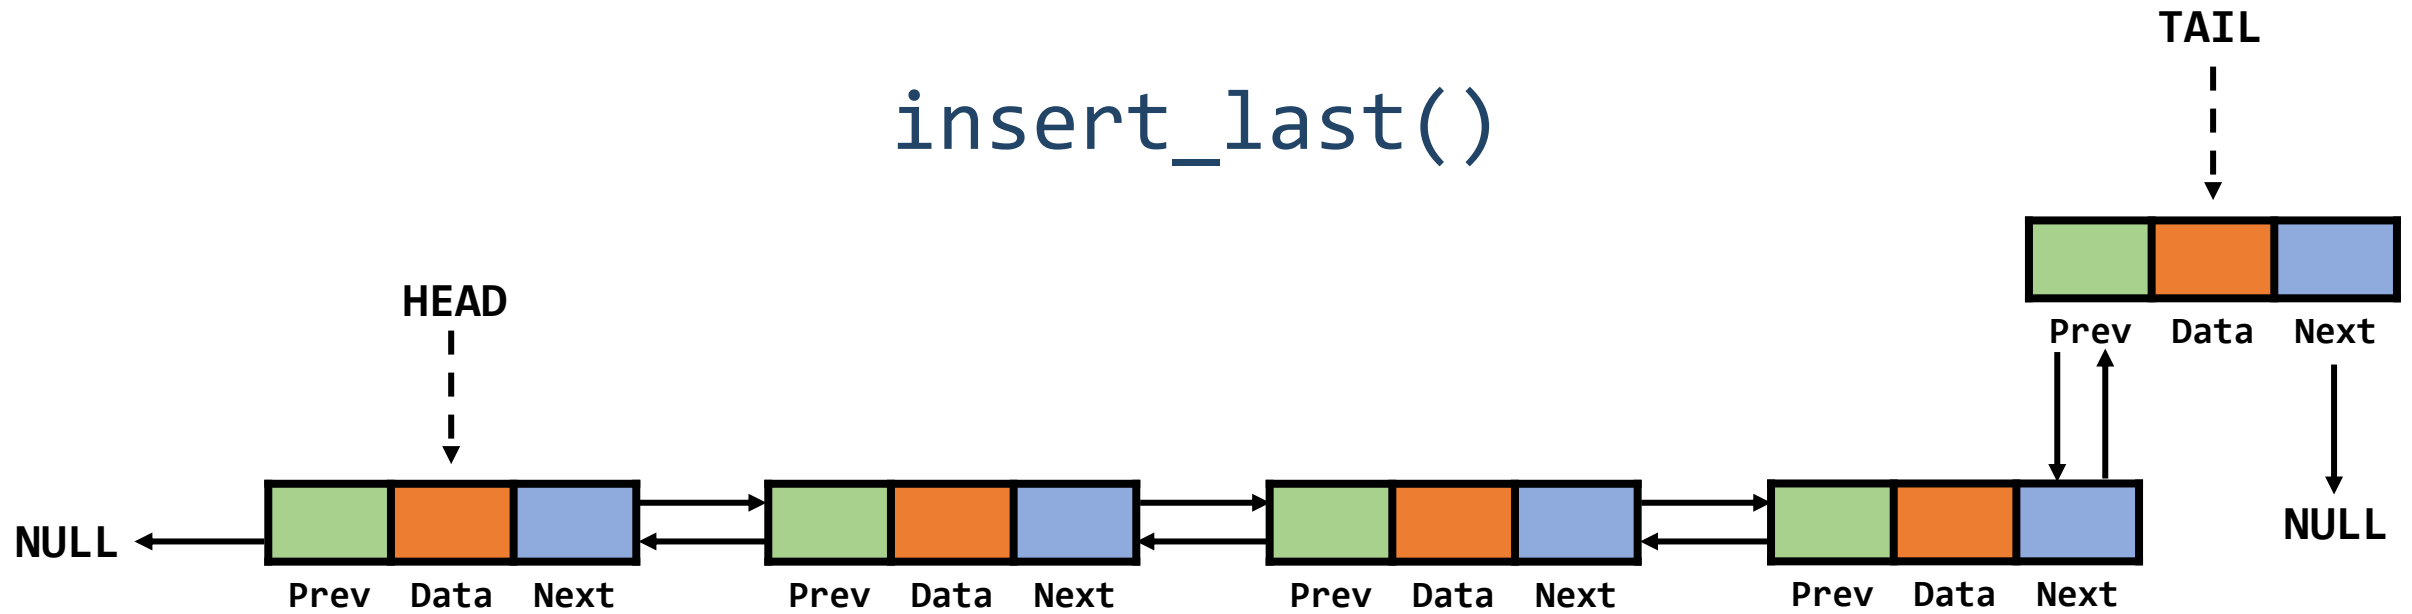 TAIL
insert_last()
HEAD
Prev Data Next
NULL
NULL
Prev Data Next Prev Data Next Prev Data Next Prev Data Next